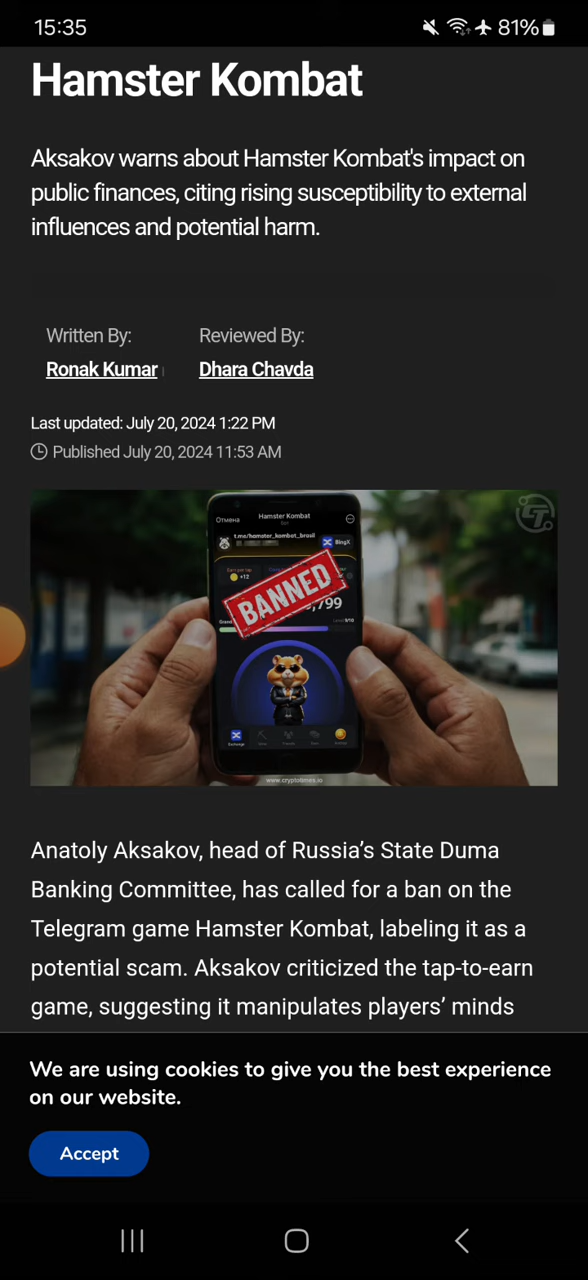 15:35
81%
Hamster Kombat
Aksakov warns about Hamster Kombat's impact on
public finances, citing rising susceptibility to external
influences and potential harm.
Written By:
Reviewed By:
Ronak Kumar
Dhara Chavda
Last updated: July 20, 2024 1:22 PM
Published July 20, 2024 11:53 AM
Отмена
Hamster Kombat
t.me/hamster_kombat_brasil
BingX
Earn per tap
+12
BANNED
,799
Exchange
www.cryptotimes.io
Anatoly Aksakov, head of Russia’s State Duma
Banking Committee, has called for a ban on the
Telegram game Hamster Kombat, labeling it as a
potential scam. Aksakov criticized the tap-to-earn
game, suggesting it manipulates players’ minds
We are using cookies to give you the best experience
on our website.
Accept